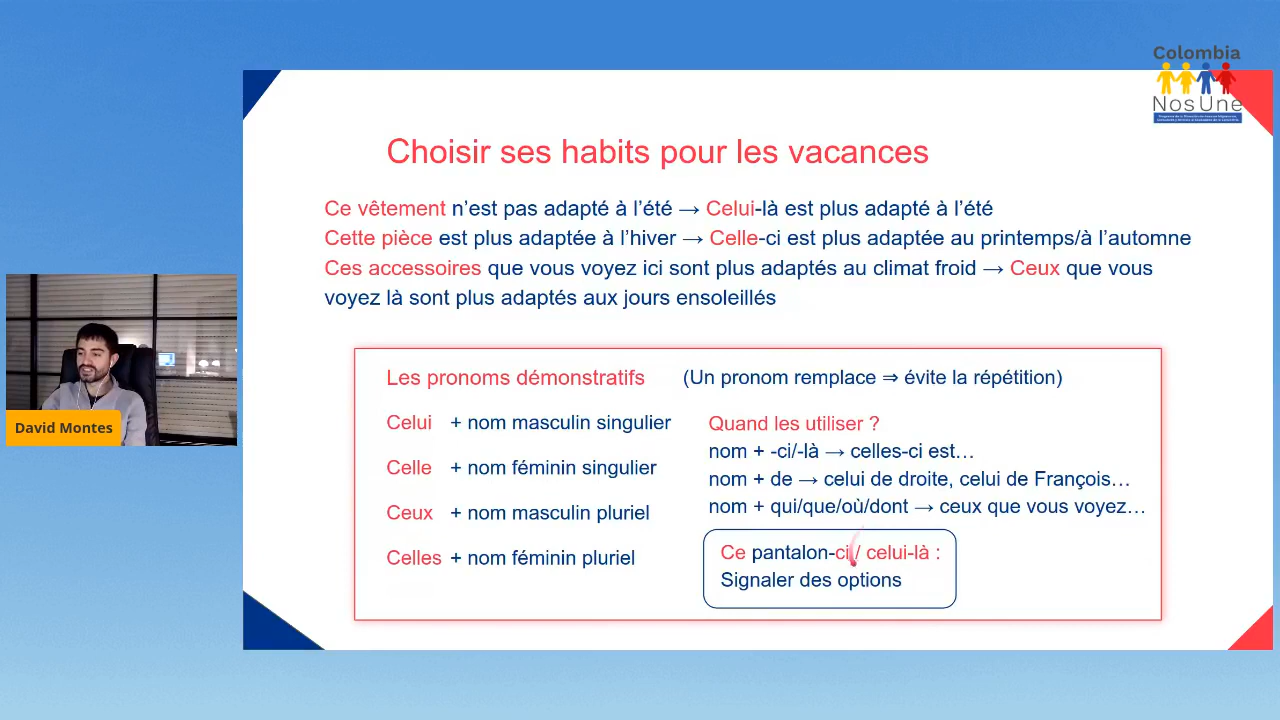 Colombia
NosUne
Choisir ses habits pour les vacances
Ce vêtement n’est pas adapté à l’été → Celui-là est plus adapté à l’été
Cette pièce est plus adaptée à l’hiver → Celle-ci est plus adaptée au printemps/à l’automne
Ces accessoires que vous voyez ici sont plus adaptés au climat froid → Ceux que vous
voyez là sont plus adaptés aux jours ensoleillés
Les pronoms démonstratifs (Un pronom remplace ⇒ évite la répétition)
Celui + nom masculin singulier
Celle + nom féminin singulier
Ceux + nom masculin pluriel
Celles + nom féminin pluriel
Quand les utiliser ?
nom + -ci/-là → celles-ci est…
nom + de → celui de droite, celui de François…
nom + qui/que/où/dont → ceux que vous voyez…
Ce pantalon-ci / celui-là :
Signaler des options
David Montes